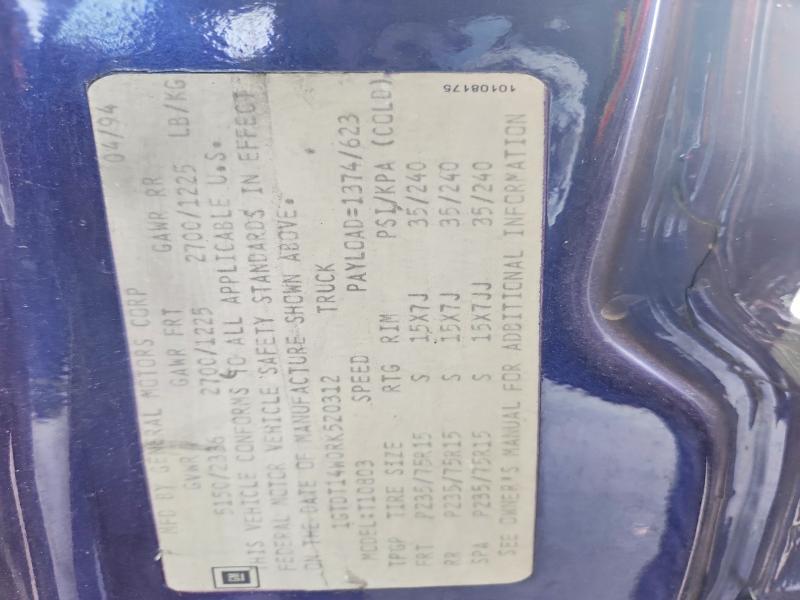 MFD BY GENERAL MOTORS CORP 04/94
GVWR GAWR FRT GAWR RR
5150/2336 2700/1225 2700/1225 LB/KG
THIS VEHICLE CONFORMS TO ALL APPLICABLE U.S.
FEDERAL MOTOR VEHICLE SAFETY STANDARDS IN EFFECT
ON THE DATE OF MANUFACTURE SHOWN ABOVE.
1GTDT14W0RK520312 TRUCK
MODEL:T10803 PAYLOAD=1374/623
SPEED
TPGP TIRE SIZE RTG RIM PSI/KPA (COLD)
FRT P235/75R15 S 15X7J 35/240
RR P235/75R15 S 15X7J 35/240
SPA P235/75R15 S 15X7JJ 35/240
SEE OWNER'S MANUAL FOR ADDITIONAL INFORMATION
GM
10108175